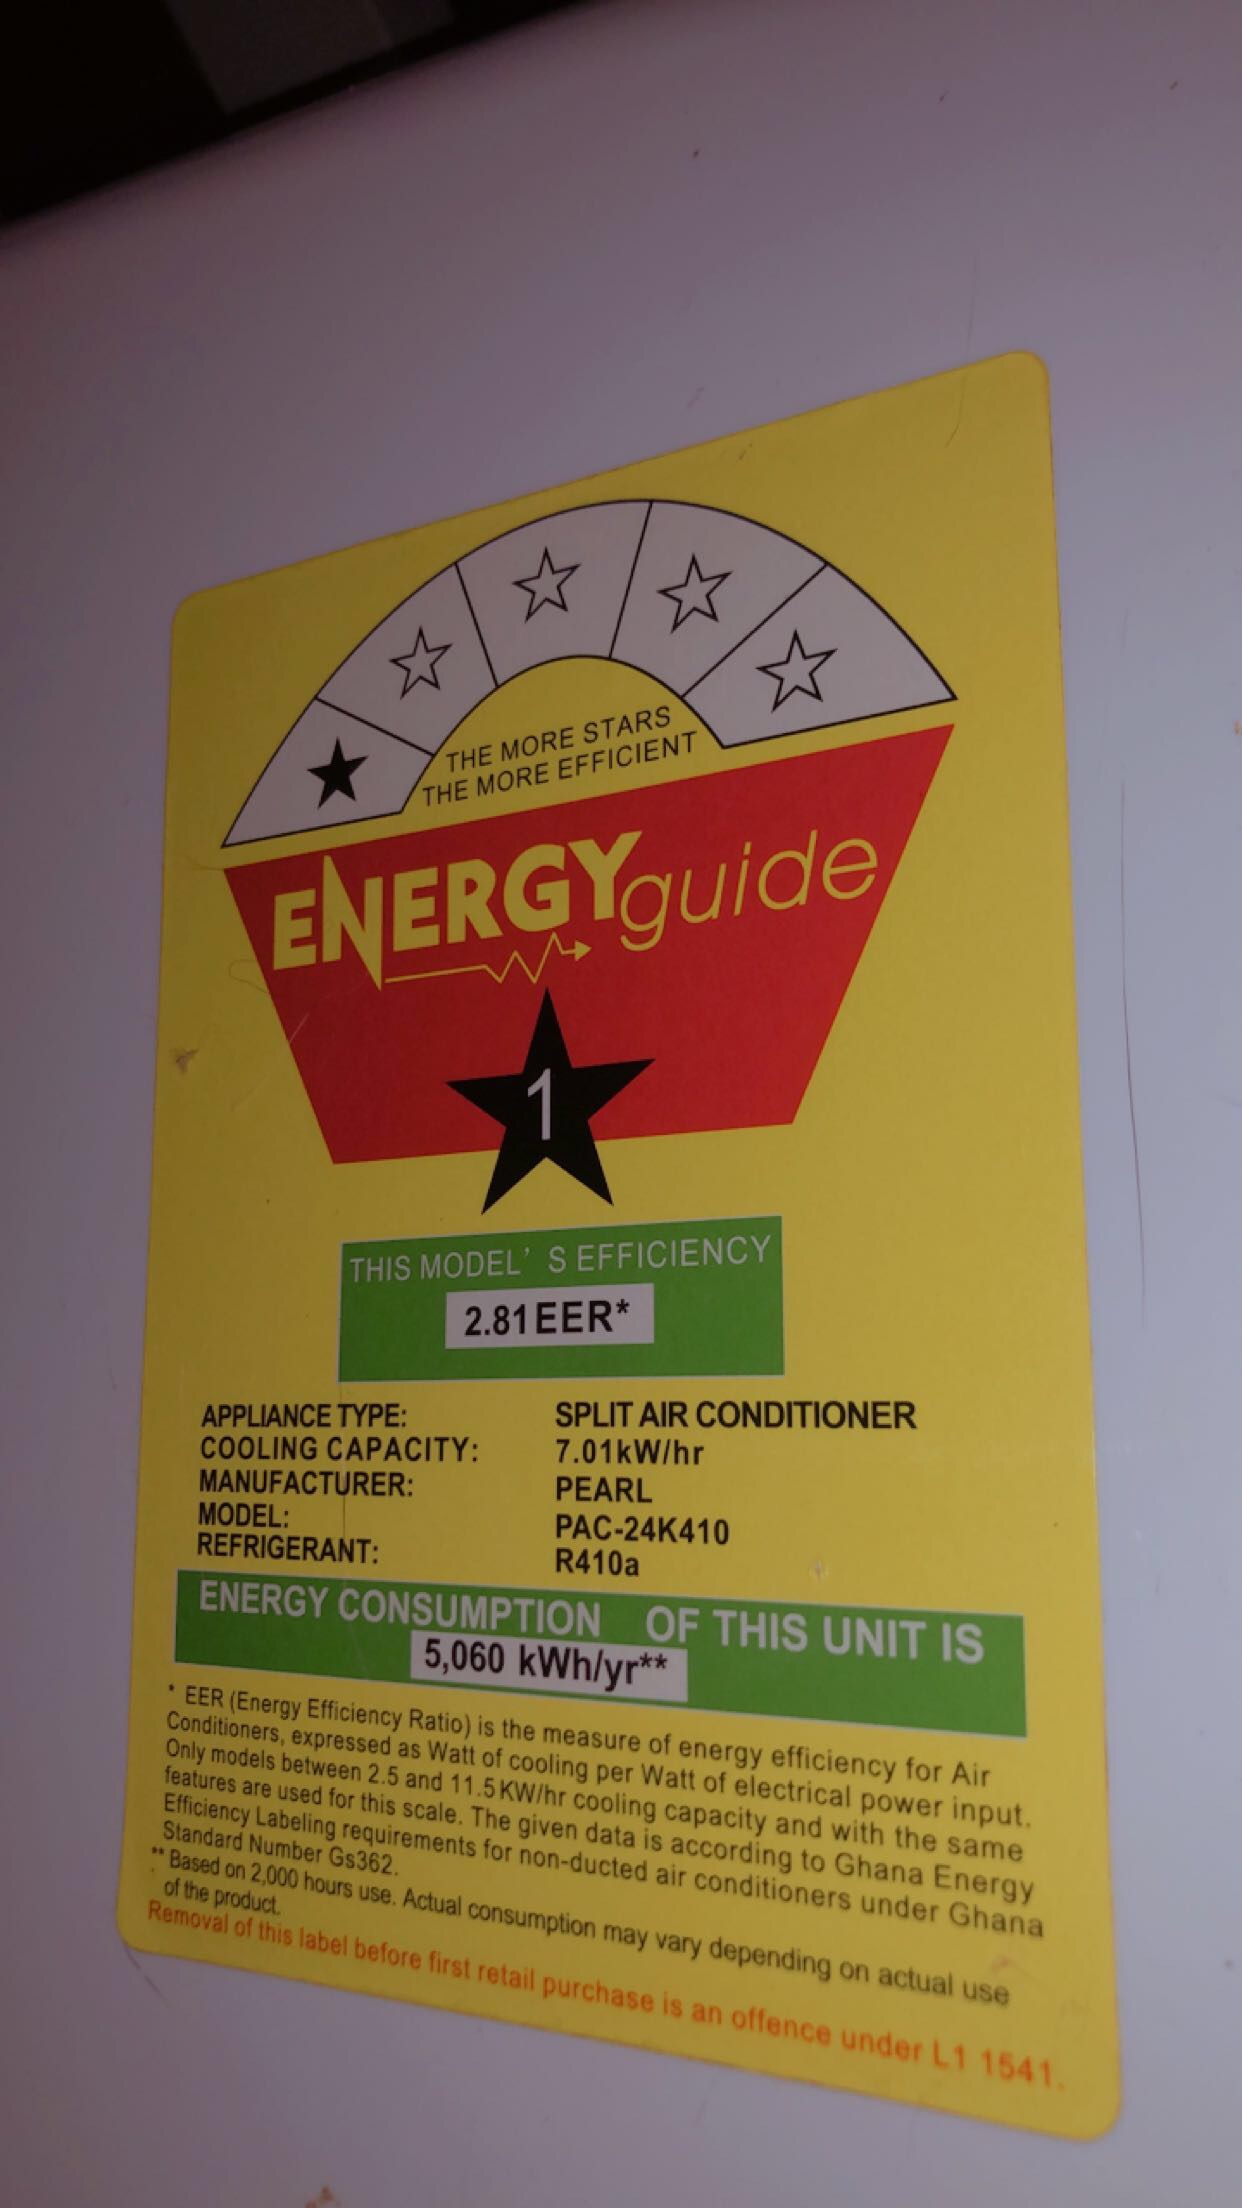 THE MORE STARS
THE MORE EFFICIENT
ENERGYguide
1
THIS MODEL' S EFFICIENCY
2.81EER*
APPLIANCE TYPE: SPLIT AIR CONDITIONER
COOLING CAPACITY: 7.01kW/hr
MANUFACTURER: PEARL
MODEL: PAC-24K410
REFRIGERANT: R410a
ENERGY CONSUMPTION OF THIS UNIT IS
5,060 kWh/yr**
* EER (Energy Efficiency Ratio) is the measure of energy efficiency for Air
Conditioners, expressed as Watt of cooling per Watt of electrical power input.
Only models between 2.5 and 11.5KW/hr cooling capacity and with the same
features are used for this scale. The given data is according to Ghana Energy
Efficiency Labeling requirements for non-ducted air conditioners under Ghana
Standard Number Gs362.
** Based on 2,000 hours use. Actual consumption may vary depending on actual use
of the product.
Removal of this label before first retail purchase is an offence under L1 1541.